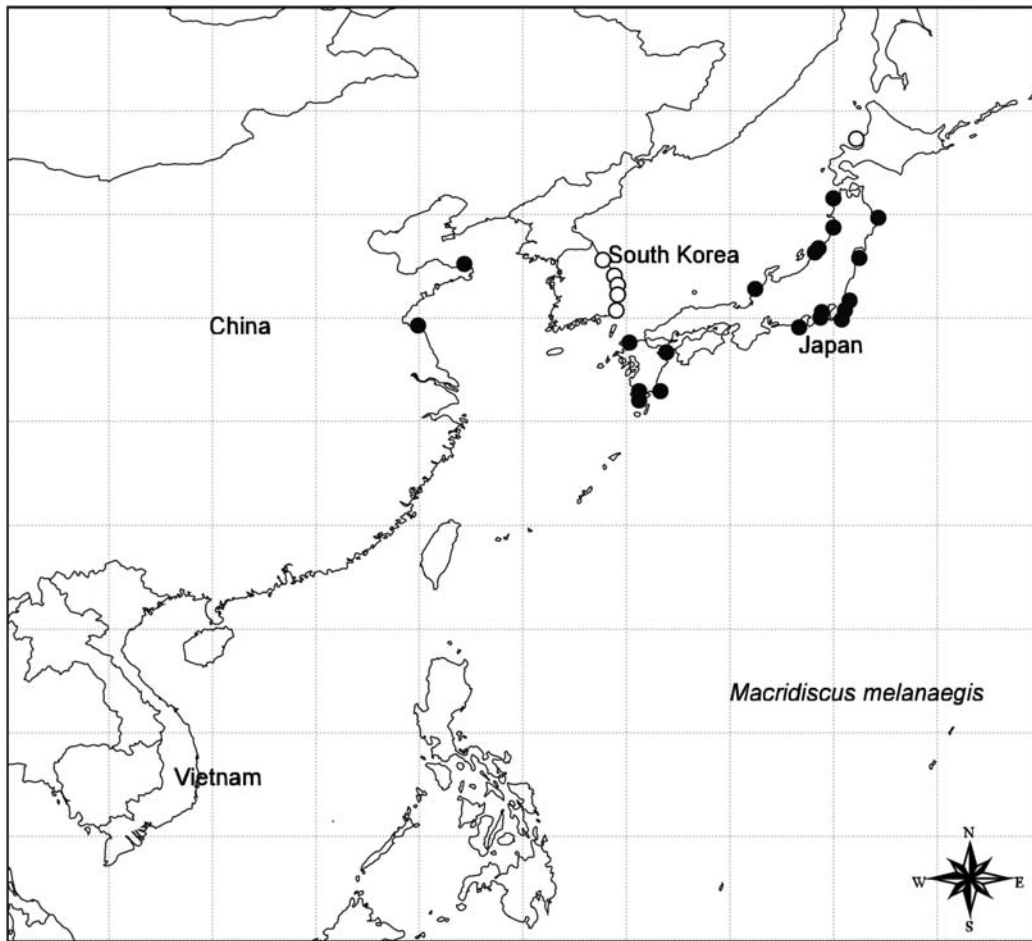 South Korea
China
Japan
Macridiscus melanaegis
Vietnam
N
W E
S